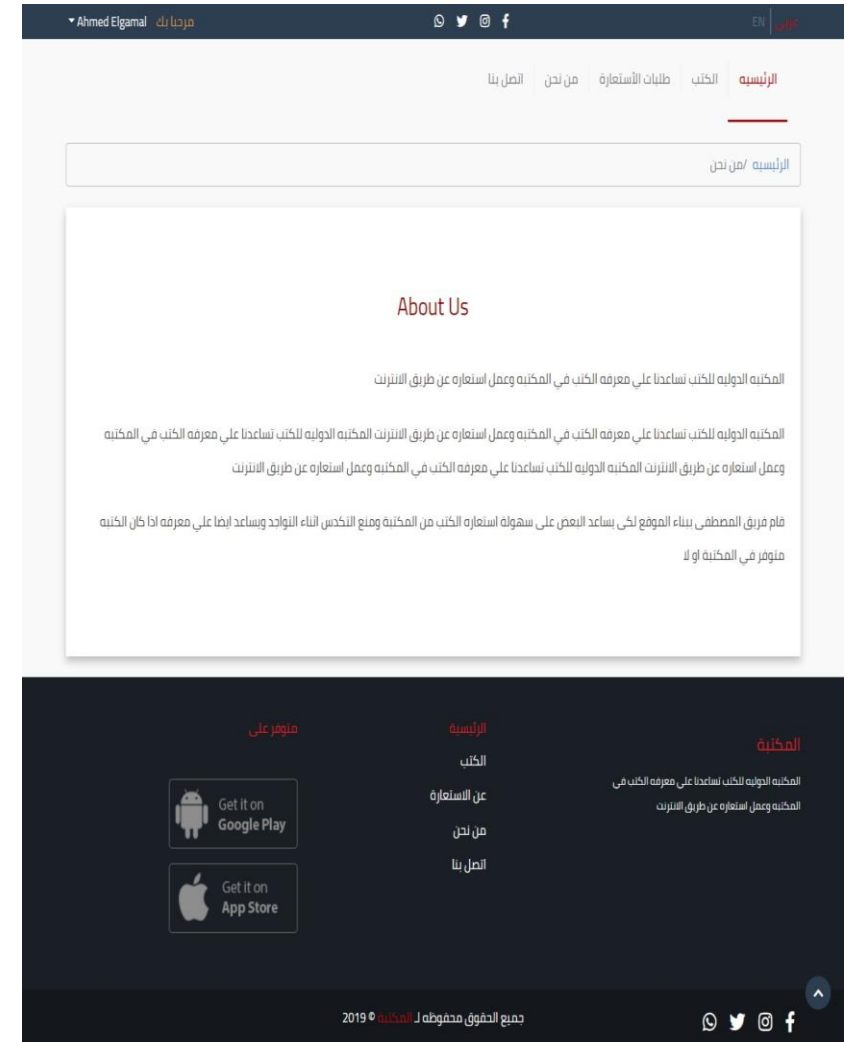 عربى EN
مرحبا بك Ahmed Elgamal
الرئيسيه الكتب طلبات الأستعارة من نحن اتصل بنا
الرئيسيه /من نحن
About Us
المكتبه الدوليه للكتب تساعدنا علي معرفه الكتب في المكتبه وعمل استعاره عن طريق الانترنت
المكتبه الدوليه للكتب تساعدنا علي معرفه الكتب في المكتبه وعمل استعاره عن طريق الانترنت المكتبه الدوليه للكتب تساعدنا علي معرفه الكتب في المكتبه
وعمل استعاره عن طريق الانترنت المكتبه الدوليه للكتب تساعدنا علي معرفه الكتب في المكتبه وعمل استعاره عن طريق الانترنت
قام فريق المصطفى ببناء الموقع لكى يساعد البعض على سهولة استعاره الكتب من المكتبة ومنع التكدس اثناء التواجد ويساعد ايضا علي معرفه اذا كان الكتبه
متوفر في المكتبة او لا
المكتبة
المكتبه الدوليه للكتب تساعدنا علي معرفه الكتب في
المكتبه وعمل استعاره عن طريق الانترنت
الرئيسية
الكتب
عن الاستعارة
من نحن
اتصل بنا
متوفر على
Get it on
Google Play
Get it on
App Store
جميع الحقوق محفوظه لـ المكتبة © 2019